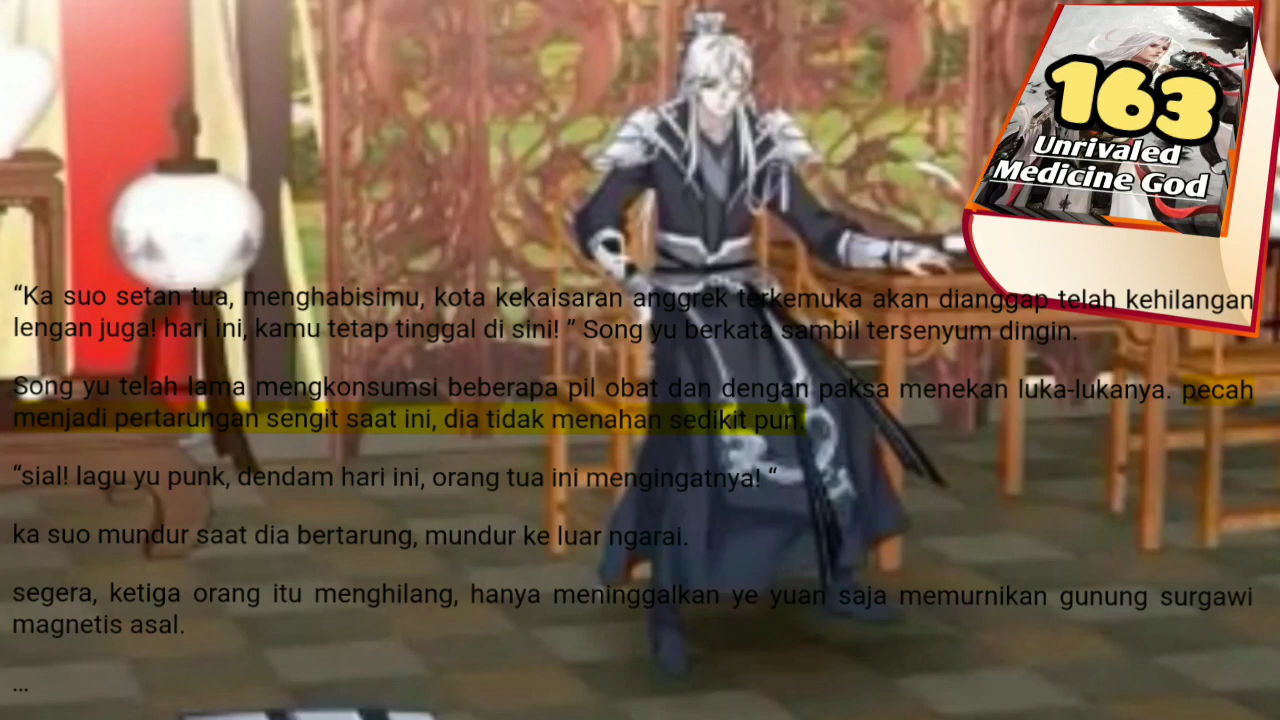 163
Unrivaled
Medicine God
“Ka suo setan tua, menghabisimu, kota kekaisaran anggrek terkemuka akan dianggap telah kehilangan
lengan juga! hari ini, kamu tetap tinggal di sini! ” Song yu berkata sambil tersenyum dingin.
Song yu telah lama mengkonsumsi beberapa pil obat dan dengan paksa menekan luka-lukanya. pecah
menjadi pertarungan sengit saat ini, dia tidak menahan sedikit pun.
“sial! lagu yu punk, dendam hari ini, orang tua ini mengingatnya! “
ka suo mundur saat dia bertarung, mundur ke luar ngarai.
segera, ketiga orang itu menghilang, hanya meninggalkan ye yuan saja memurnikan gunung surgawi
magnetis asal.
...